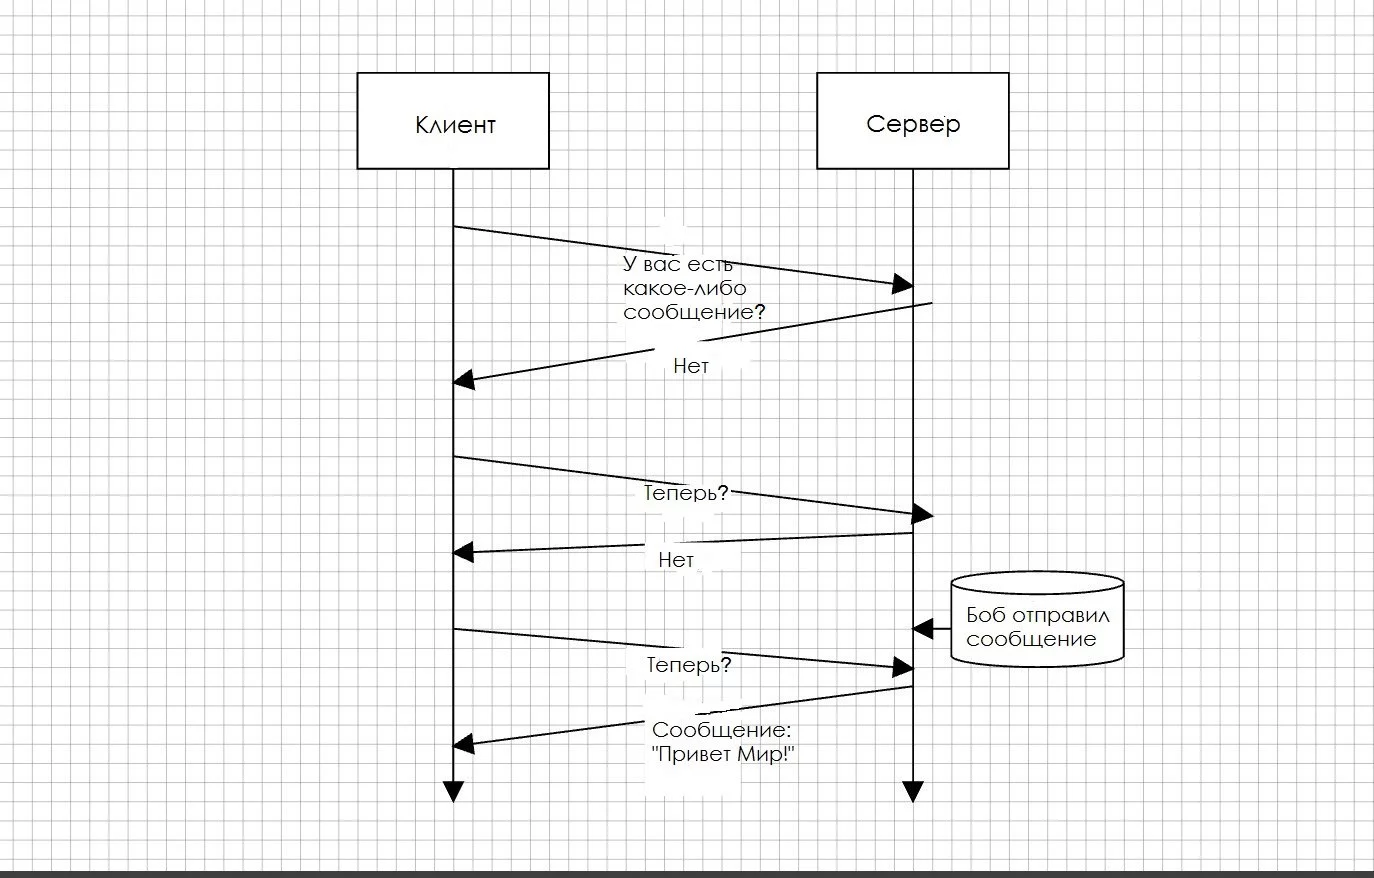 Клиент
Сервер
У вас есть
какое-либо
сообщение?
Нет
Теперь?
Нет
Боб отправил
сообщение
Теперь?
Сообщение:
"Привет Мир!"